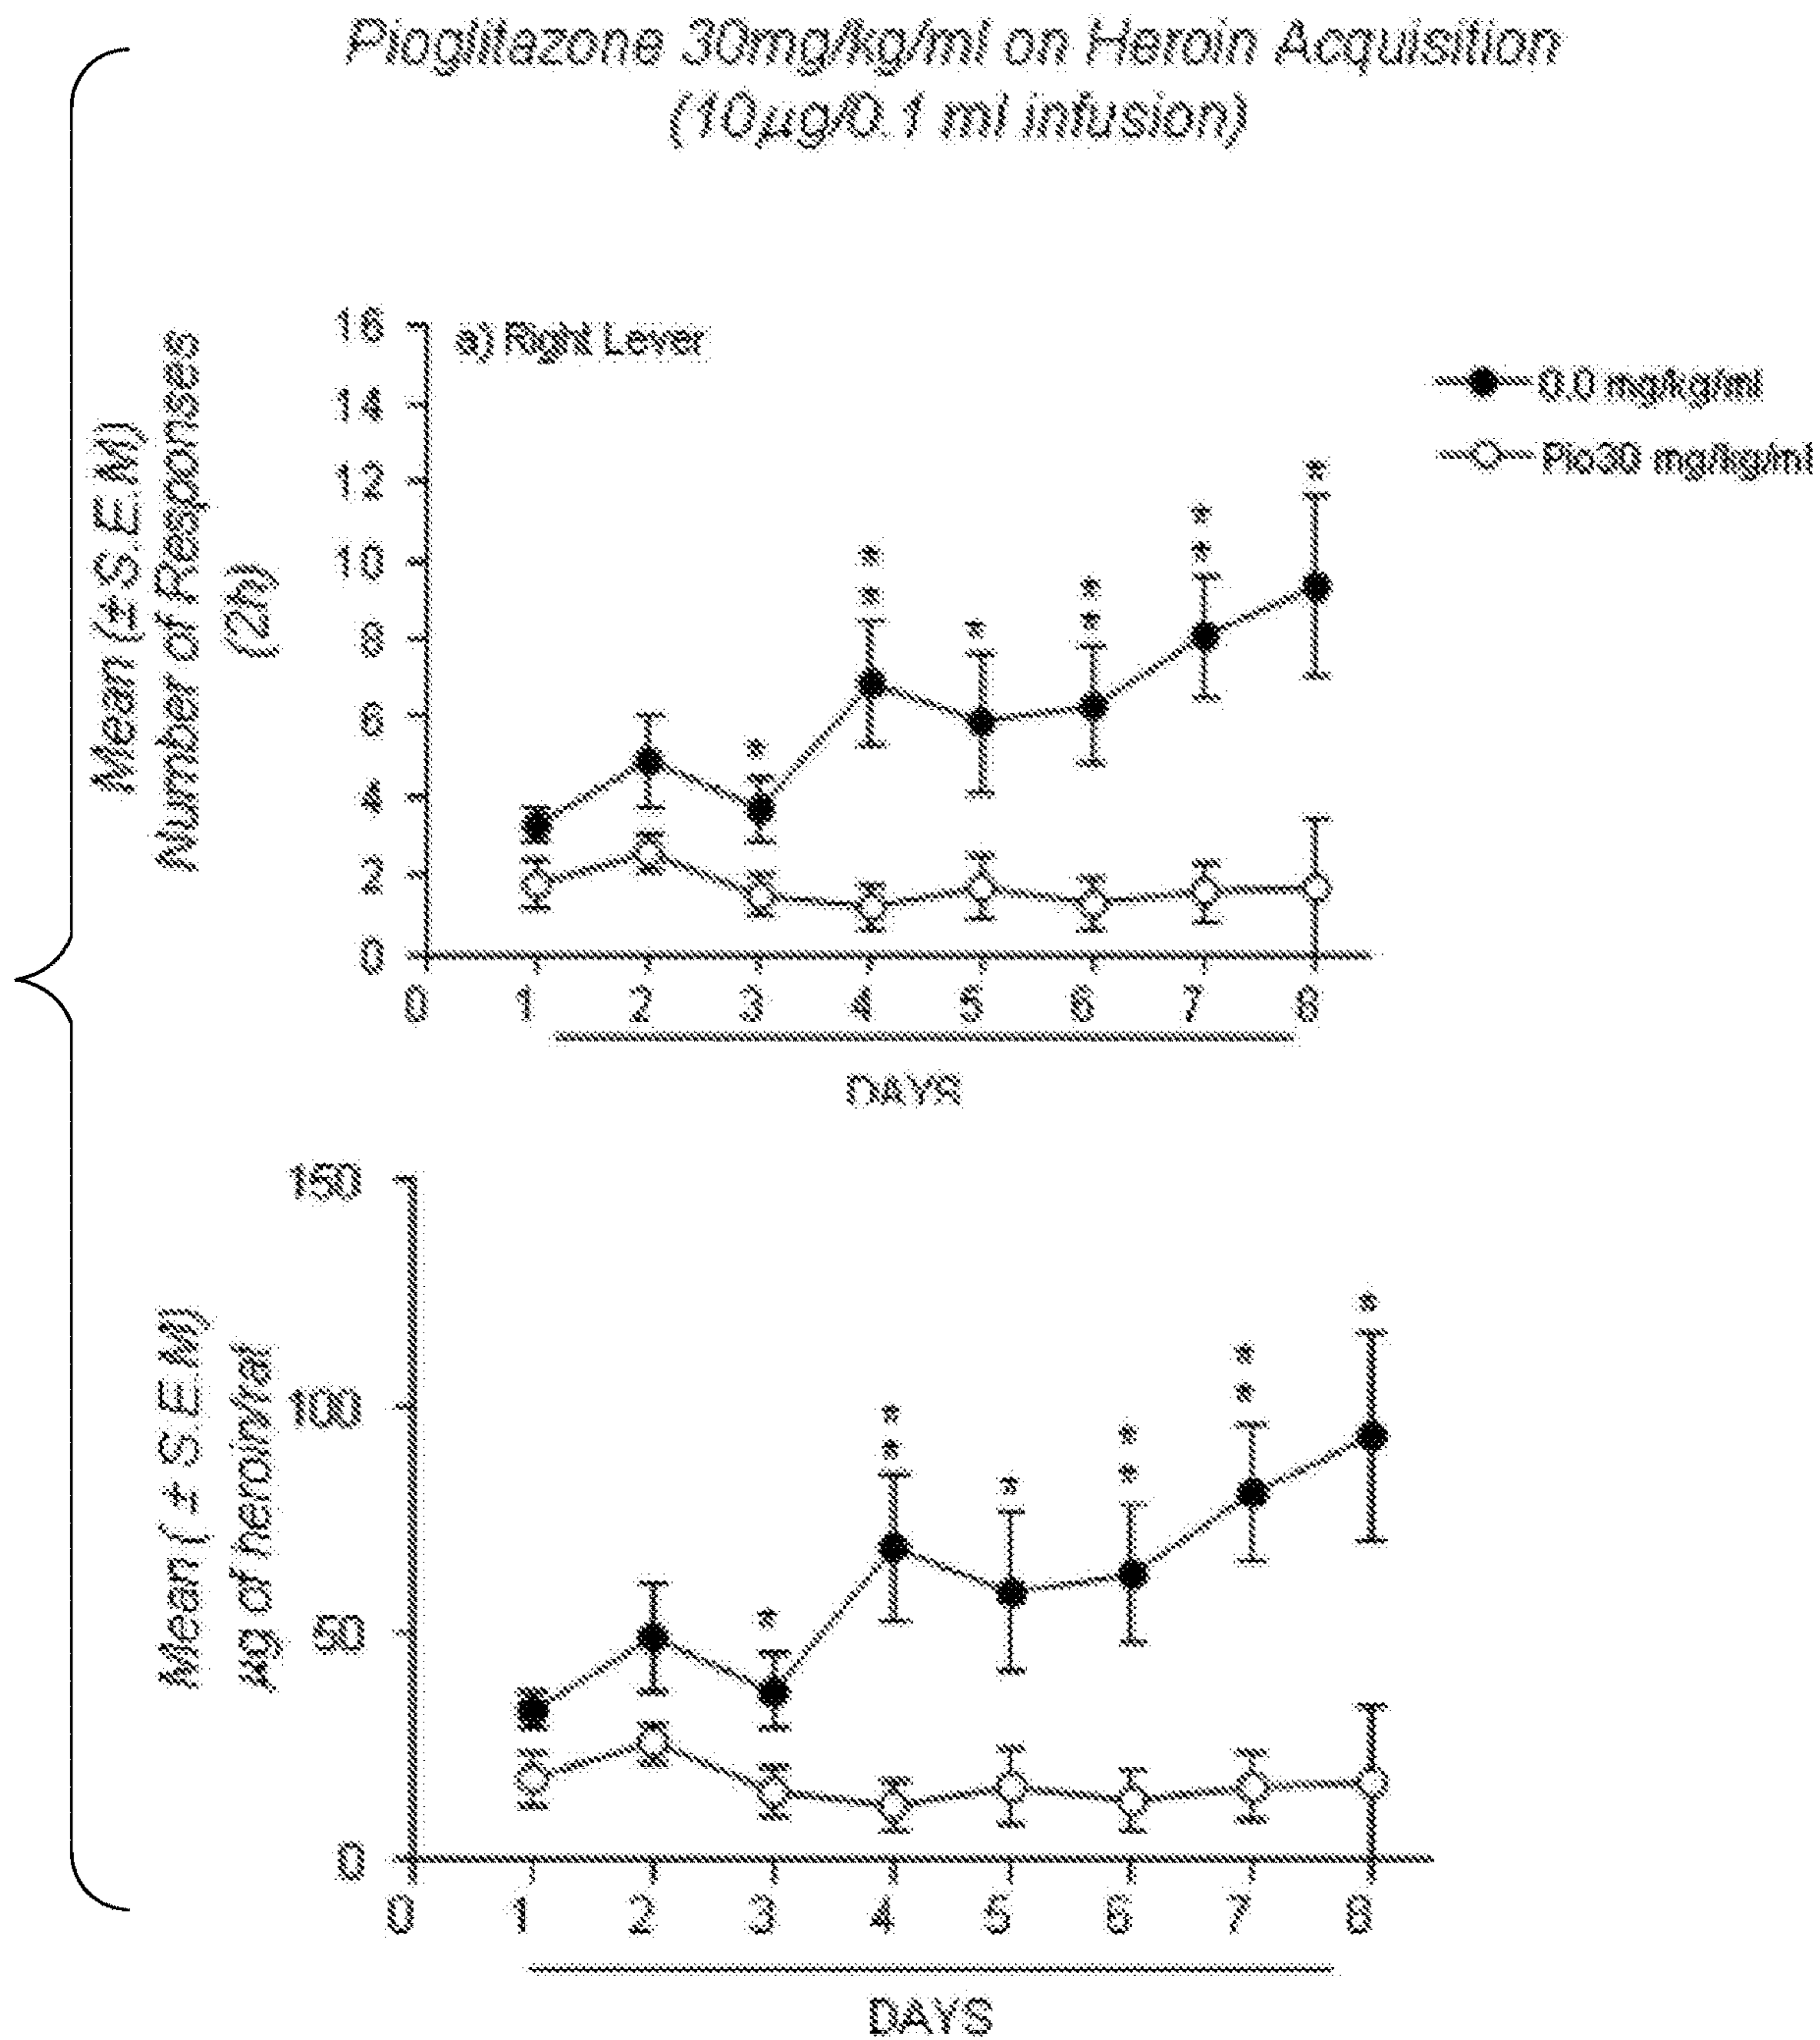 Pioglitazone 30mg/kg/ml on Heroin Acquisition
(10µg/0.1 ml infusion)
Mean (± S.E.M)
Number of Responses
(2h)
a) Right Lever
0.0 mg/kg/ml
Pio30 mg/kg/ml
16
14
12
10
8
6
4
2
0
* * * * * * * * * *
0 1 2 3 4 5 6 7 8
DAYS
Mean ( ± S.E.M)
µg of heroin/rat
150
100
50
0
* * * * * * * * *
0 1 2 3 4 5 6 7 8
DAYS